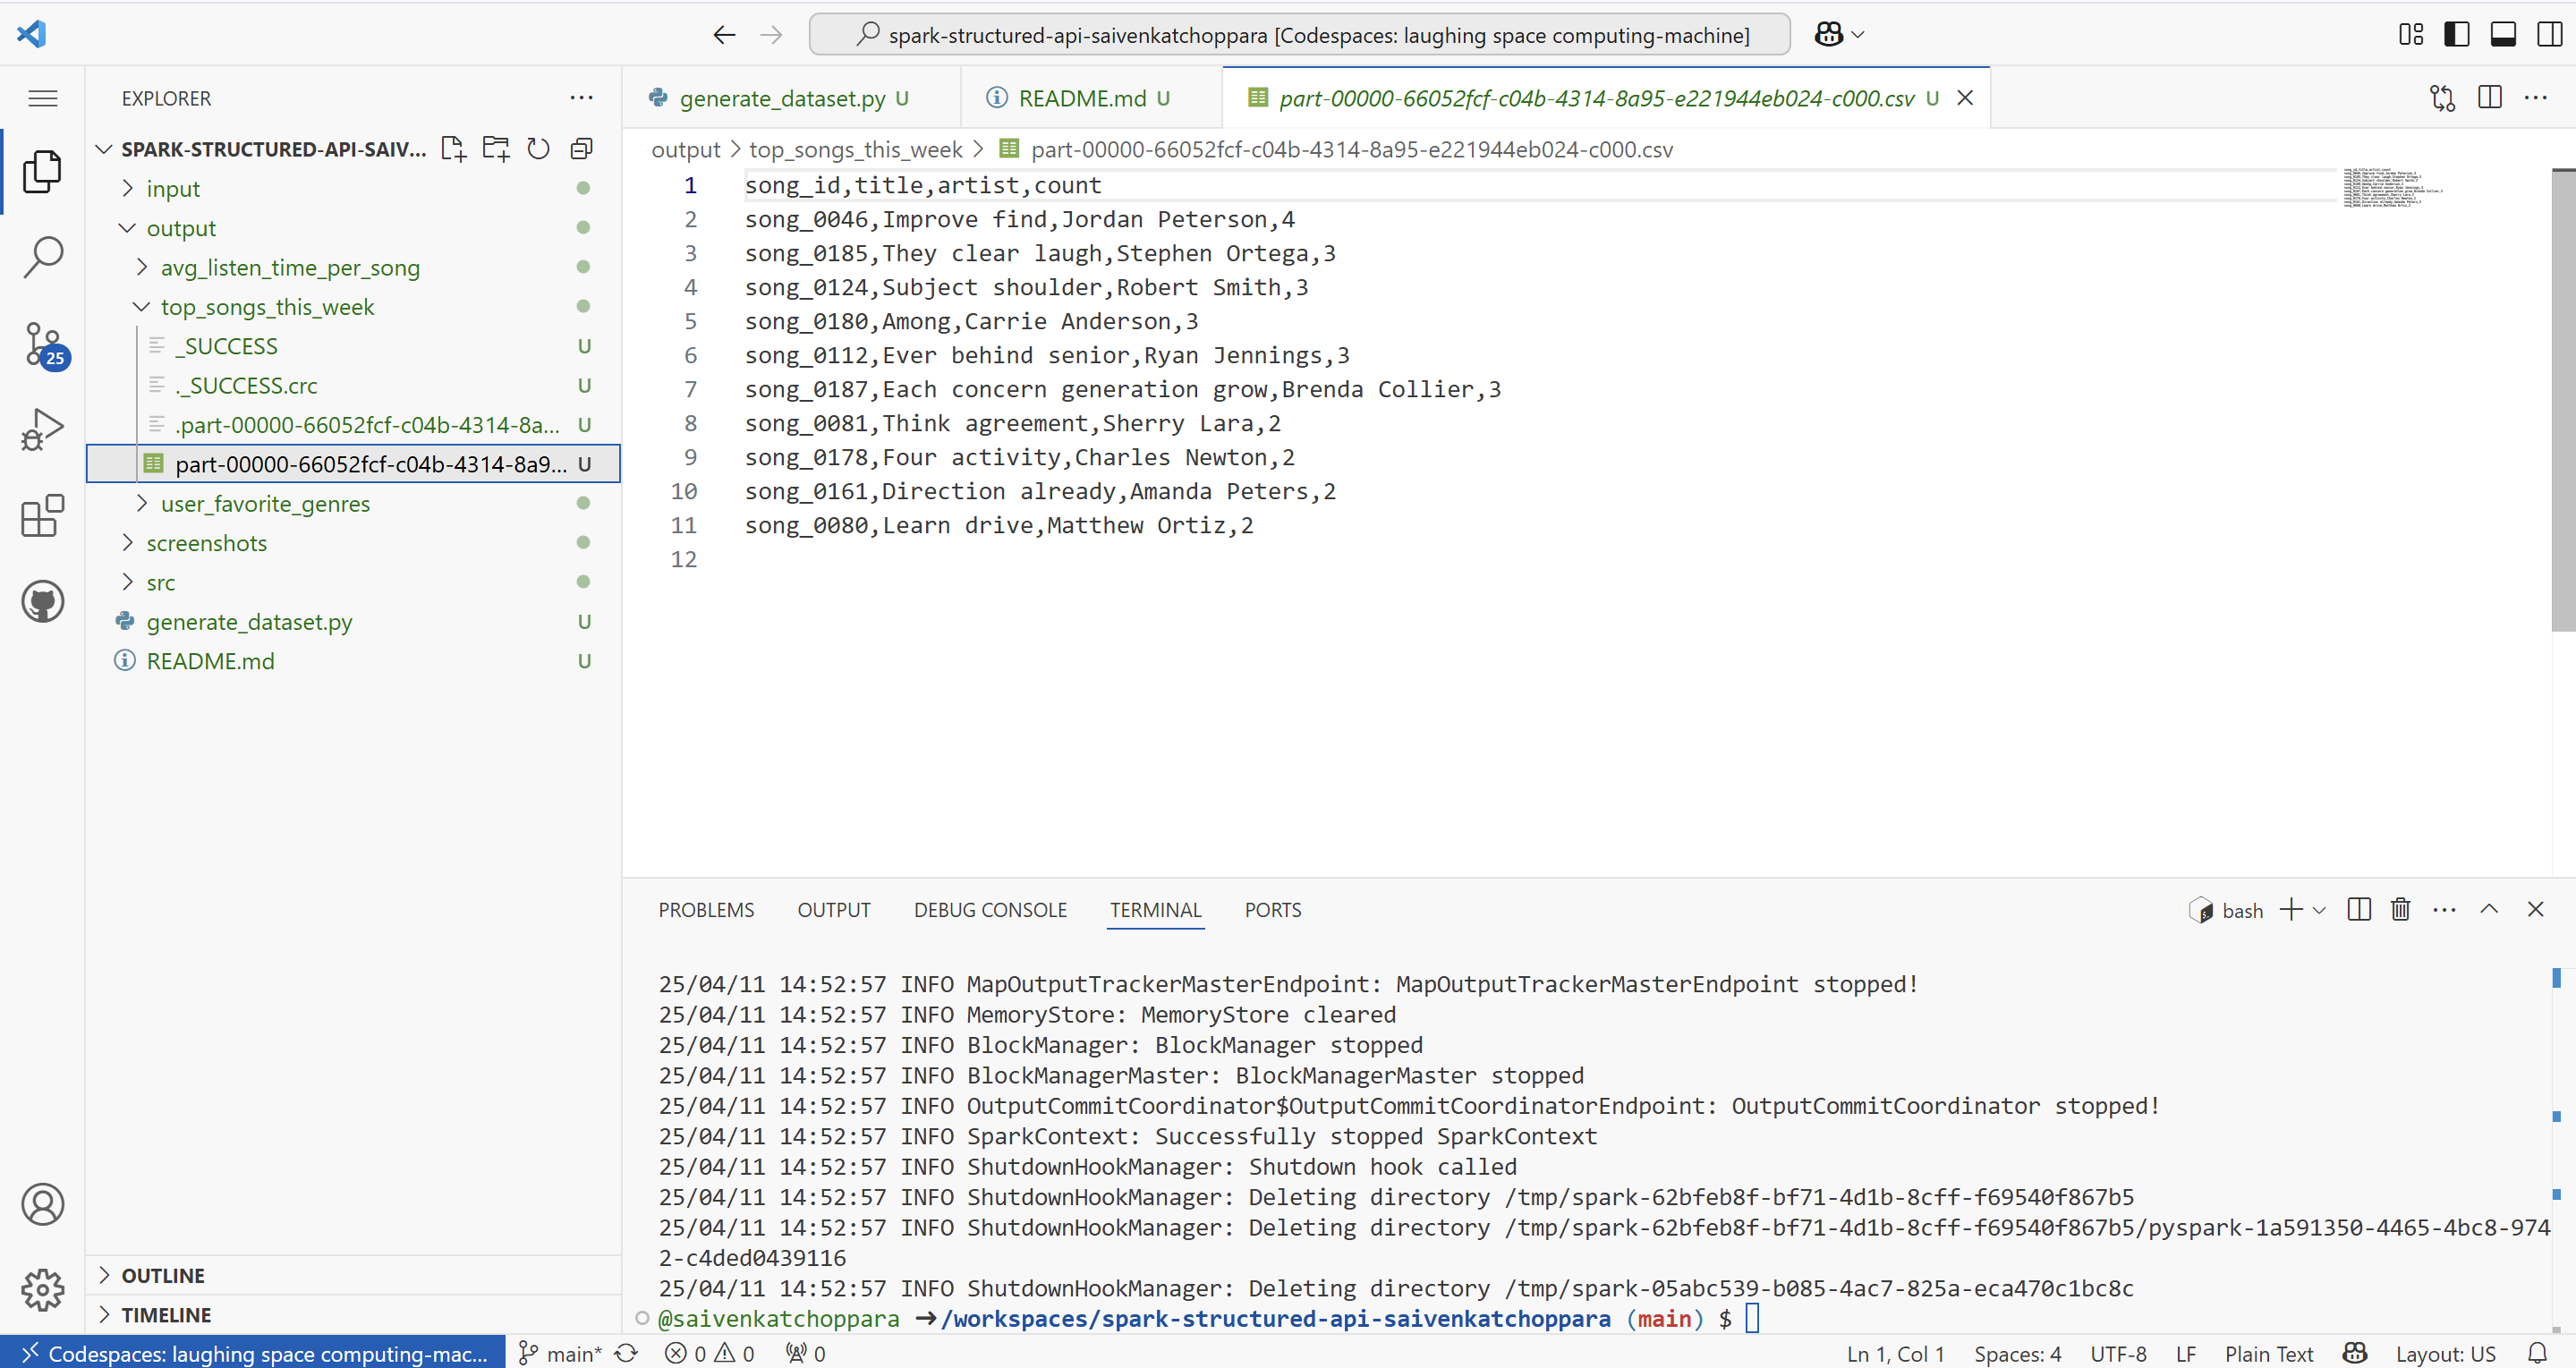 spark-structured-api-saivenkatchoppara [Codespaces: laughing space computing-machine]
EXPLORER
SPARK-STRUCTURED-API-SAIV...
input
output
avg_listen_time_per_song
top_songs_this_week
_SUCCESS U
._SUCCESS.crc U
.part-00000-66052fcf-c04b-4314-8a... U
part-00000-66052fcf-c04b-4314-8a9... U
user_favorite_genres
screenshots
src
generate_dataset.py U
README.md U
OUTLINE
TIMELINE
25
generate_dataset.py U
README.md U
part-00000-66052fcf-c04b-4314-8a95-e221944eb024-c000.csv U
output > top_songs_this_week > part-00000-66052fcf-c04b-4314-8a95-e221944eb024-c000.csv
1 song_id,title,artist,count
2 song_0046,Improve find,Jordan Peterson,4
3 song_0185,They clear laugh,Stephen Ortega,3
4 song_0124,Subject shoulder,Robert Smith,3
5 song_0180,Among,Carrie Anderson,3
6 song_0112,Ever behind senior,Ryan Jennings,3
7 song_0187,Each concern generation grow,Brenda Collier,3
8 song_0081,Think agreement,Sherry Lara,2
9 song_0178,Four activity,Charles Newton,2
10 song_0161,Direction already,Amanda Peters,2
11 song_0080,Learn drive,Matthew Ortiz,2
12
PROBLEMS OUTPUT DEBUG CONSOLE TERMINAL PORTS
bash
25/04/11 14:52:57 INFO MapOutputTrackerMasterEndpoint: MapOutputTrackerMasterEndpoint stopped!
25/04/11 14:52:57 INFO MemoryStore: MemoryStore cleared
25/04/11 14:52:57 INFO BlockManager: BlockManager stopped
25/04/11 14:52:57 INFO BlockManagerMaster: BlockManagerMaster stopped
25/04/11 14:52:57 INFO OutputCommitCoordinator$OutputCommitCoordinatorEndpoint: OutputCommitCoordinator stopped!
25/04/11 14:52:57 INFO SparkContext: Successfully stopped SparkContext
25/04/11 14:52:57 INFO ShutdownHookManager: Shutdown hook called
25/04/11 14:52:57 INFO ShutdownHookManager: Deleting directory /tmp/spark-62bfeb8f-bf71-4d1b-8cff-f69540f867b5
25/04/11 14:52:57 INFO ShutdownHookManager: Deleting directory /tmp/spark-62bfeb8f-bf71-4d1b-8cff-f69540f867b5/pyspark-1a591350-4465-4bc8-974
2-c4ded0439116
25/04/11 14:52:57 INFO ShutdownHookManager: Deleting directory /tmp/spark-05abc539-b085-4ac7-825a-eca470c1bc8c
@saivenkatchoppara ➜/workspaces/spark-structured-api-saivenkatchoppara (main) $
Codespaces: laughing space computing-mac... main* 0 0 0 Ln 1, Col 1 Spaces: 4 UTF-8 LF Plain Text Layout: US